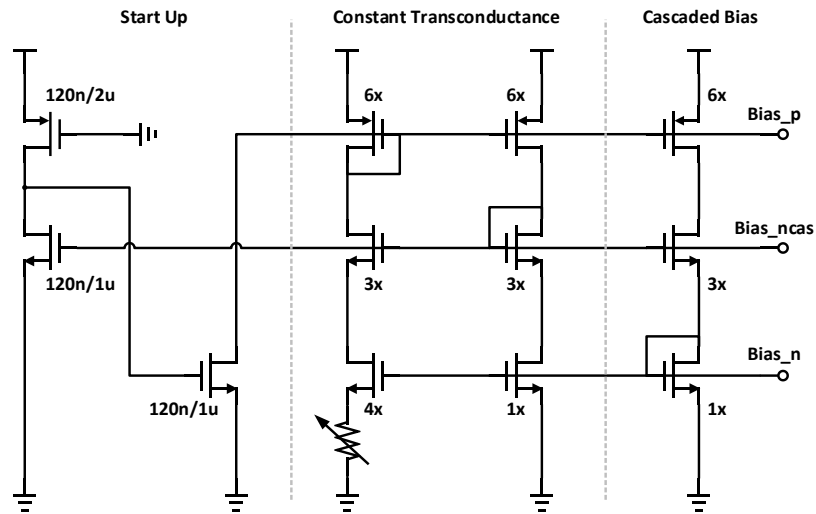 Start Up Constant Transconductance Cascaded Bias
120n/2u 6x 6x 6x
Bias_p
Bias_ncas
120n/1u 3x 3x 3x
Bias_n
120n/1u 4x 1x 1x